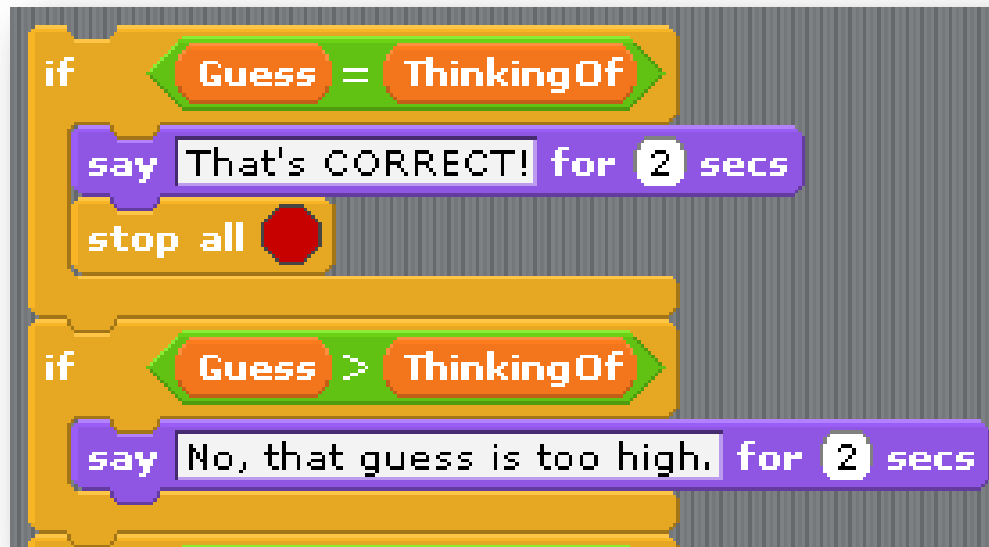 if Guess = ThinkingOf
say That's CORRECT! for 2 secs
stop all
if Guess > ThinkingOf
say No, that guess is too high. for 2 secs